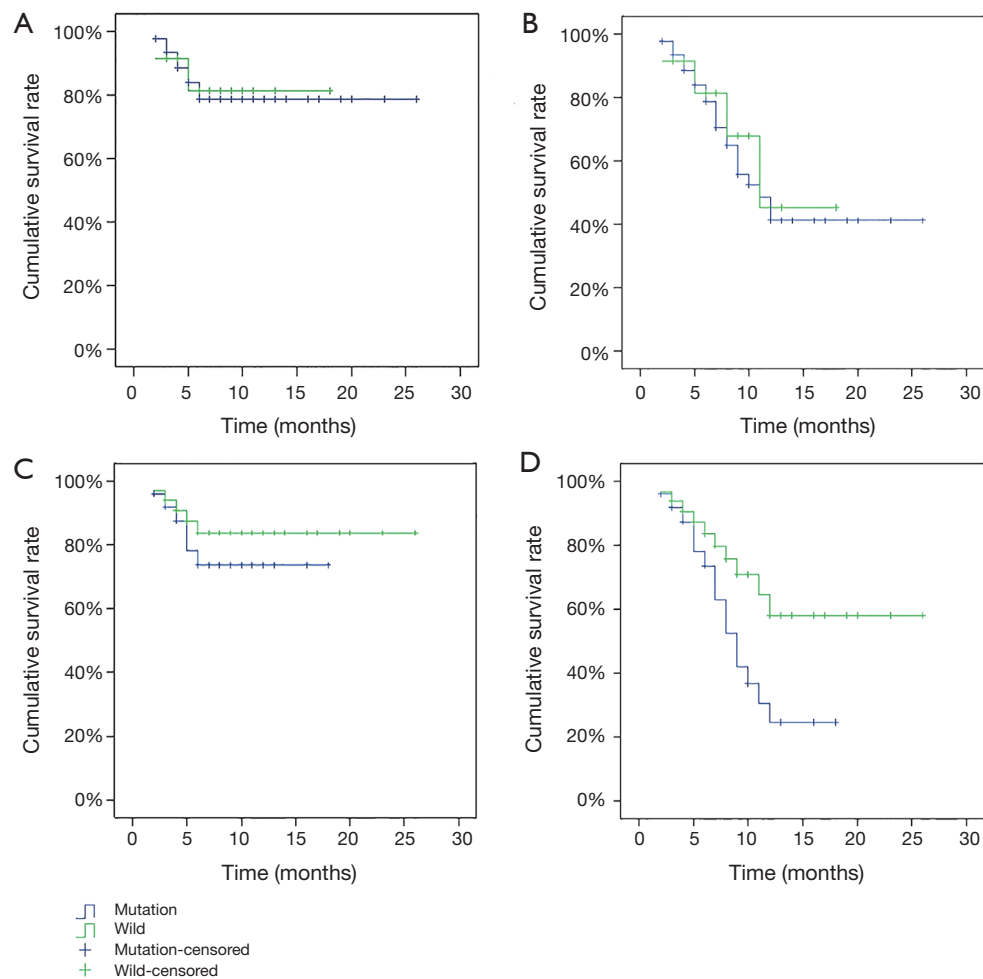 A
Cumulative survival rate
100%
80%
60%
40%
20%
0%
0 5 10 15 20 25 30
Time (months)
B
Cumulative survival rate
100%
80%
60%
40%
20%
0%
0 5 10 15 20 25 30
Time (months)
C
Cumulative survival rate
100%
80%
60%
40%
20%
0%
0 5 10 15 20 25 30
Time (months)
D
Cumulative survival rate
100%
80%
60%
40%
20%
0%
0 5 10 15 20 25 30
Time (months)
Mutation
Wild
Mutation-censored
Wild-censored